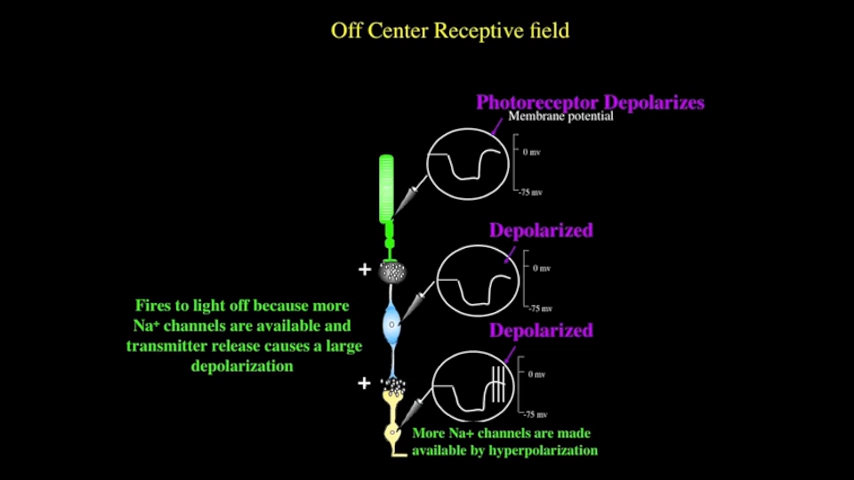 Off Center Receptive field
Photoreceptor Depolarizes
Membrane potential
0 mv
-75 mv
Depolarized
+
0 mv
-75 mv
Fires to light off because more
Na+ channels are available and
transmitter release causes a large
depolarization
Depolarized
+
0 mv
-75 mv
More Na+ channels are made
available by hyperpolarization